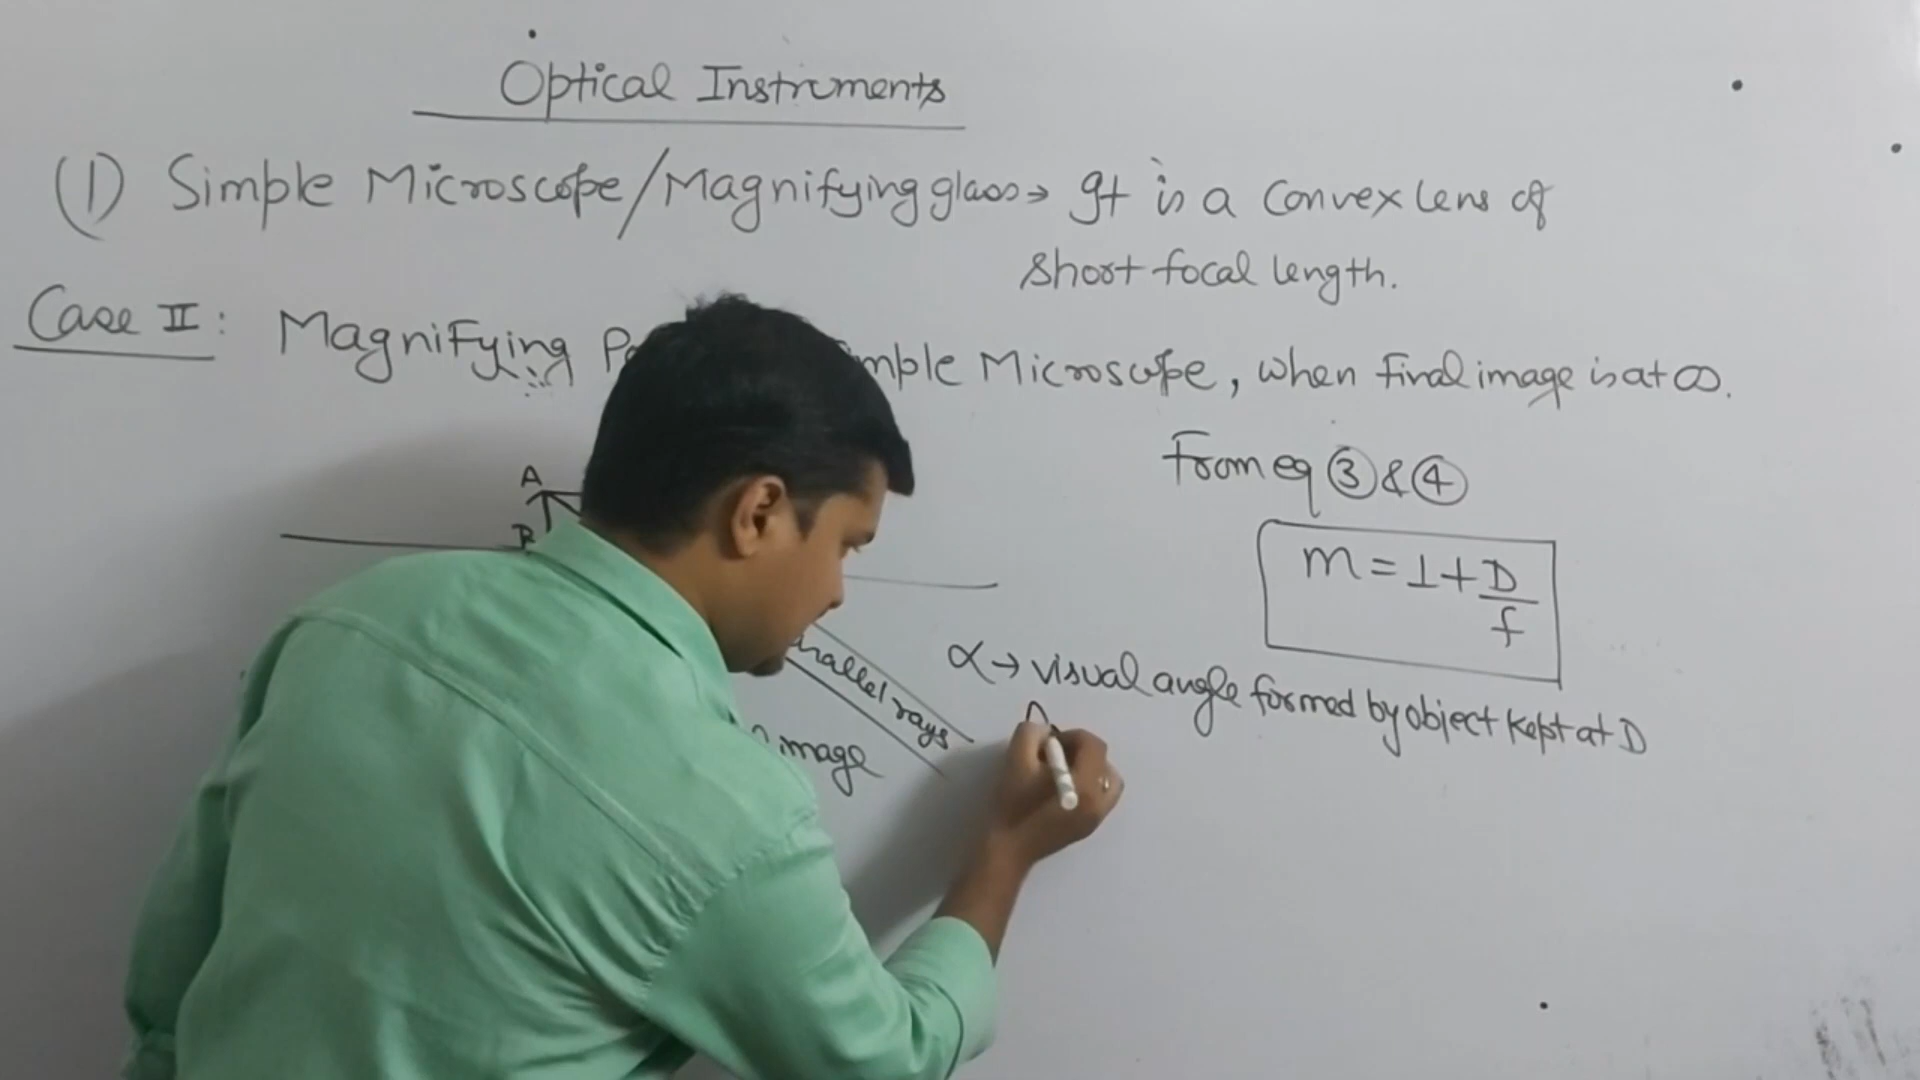 Optical Instruments
(1) Simple Microscope/Magnifying glass→ It is a Convex lens of
short focal length.
Case II: Magnifying Simple Microscope, when Final image is at ∞.
From eq ③ & ④
m = 1 + D/f
A
B
parallel rays
image
α → visual angle formed by object kept at D